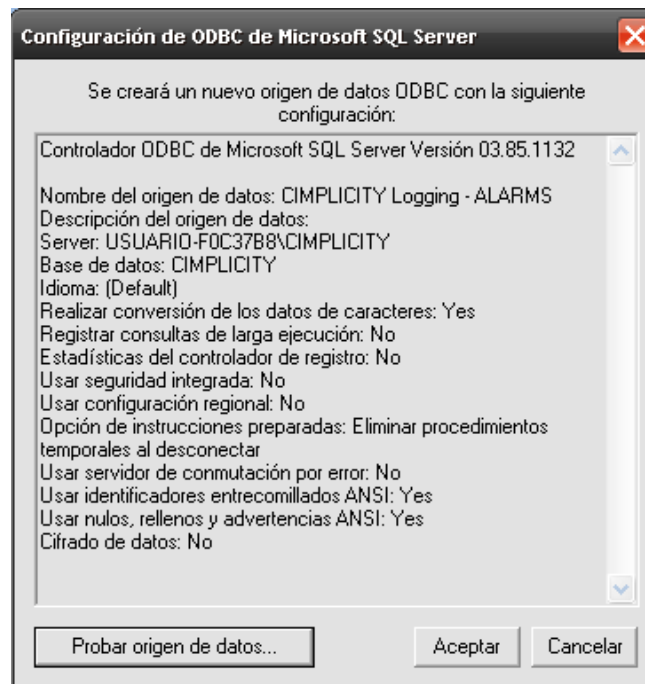 Configuración de ODBC de Microsoft SQL Server
Se creará un nuevo origen de datos ODBC con la siguiente
configuración:
Controlador ODBC de Microsoft SQL Server Versión 03.85.1132
Nombre del origen de datos: CIMPLICITY Logging - ALARMS
Descripción del origen de datos:
Server: USUARIO-F0C37B8\CIMPLICITY
Base de datos: CIMPLICITY
Idioma: (Default)
Realizar conversión de los datos de caracteres: Yes
Registrar consultas de larga ejecución: No
Estadísticas del controlador de registro: No
Usar seguridad integrada: No
Usar configuración regional: No
Opción de instrucciones preparadas: Eliminar procedimientos
temporales al desconectar
Usar servidor de conmutación por error: No
Usar identificadores entrecomillados ANSI: Yes
Usar nulos, rellenos y advertencias ANSI: Yes
Cifrado de datos: No
Probar origen de datos... Aceptar Cancelar